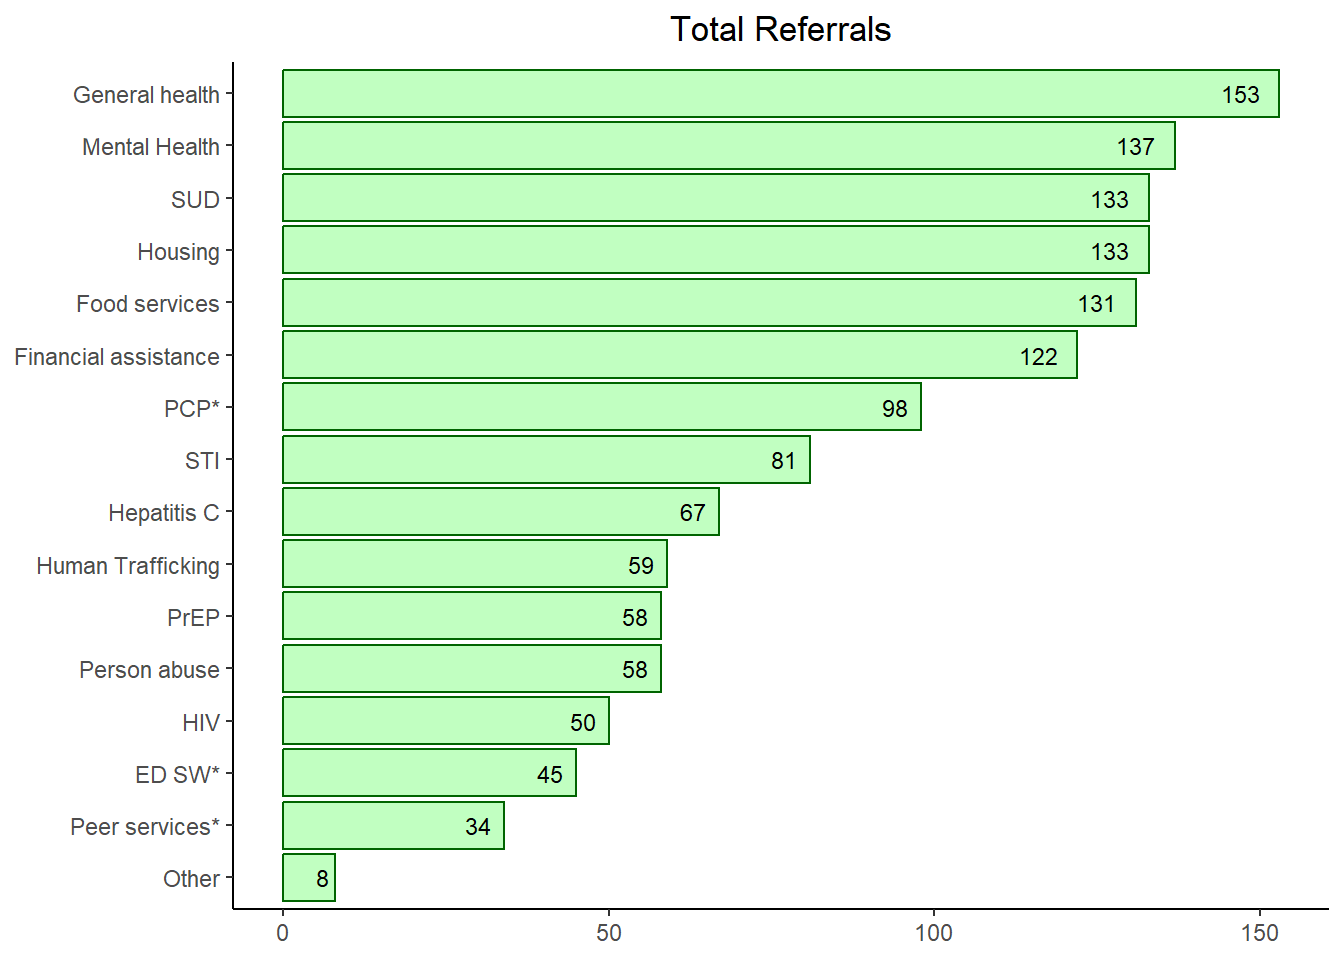 Total Referrals
General health 153
Mental Health 137
SUD 133
Housing 133
Food services 131
Financial assistance 122
PCP* 98
STI 81
Hepatitis C 67
Human Trafficking 59
PrEP 58
Person abuse 58
HIV 50
ED SW* 45
Peer services* 34
Other 8
0 50 100 150